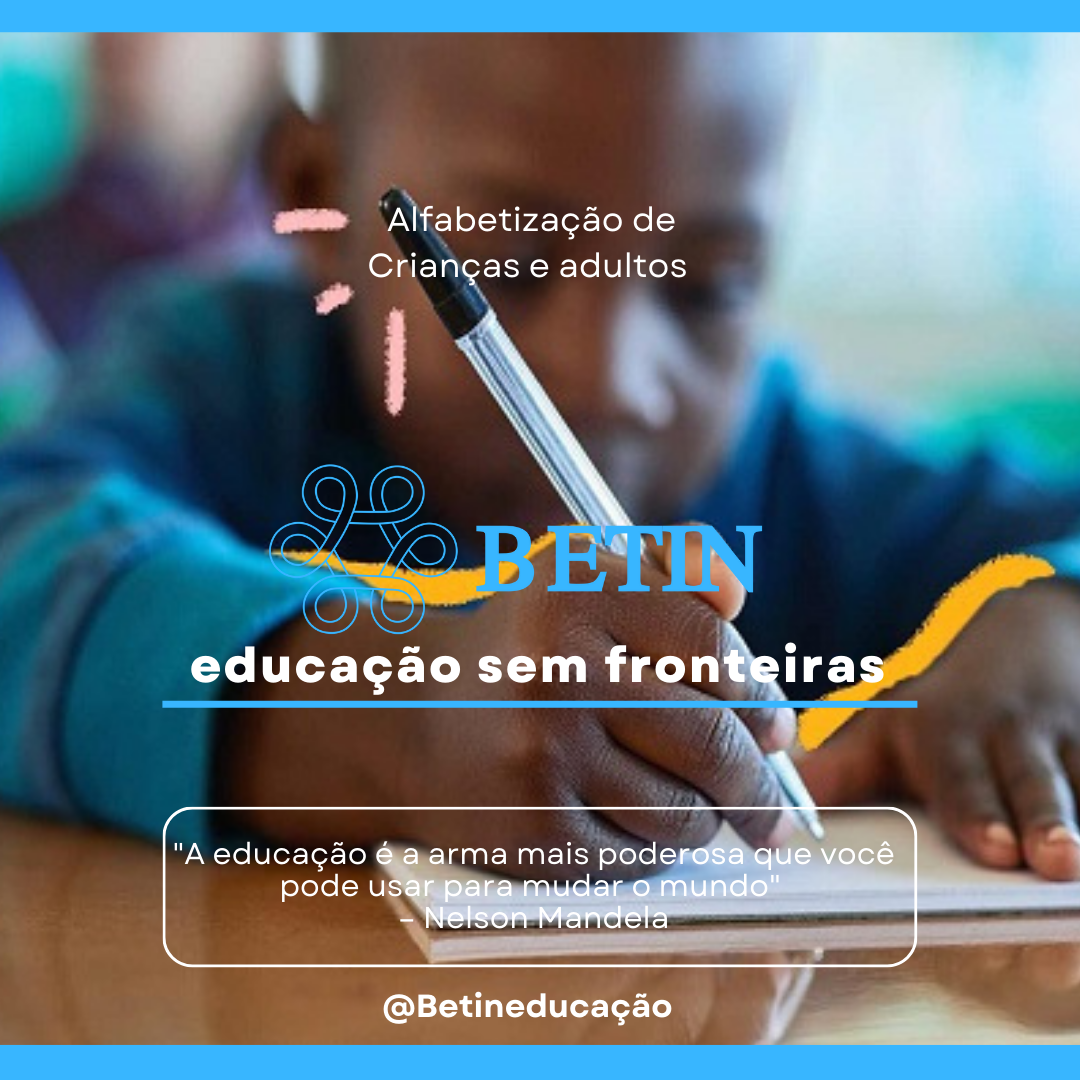 Alfabetização de
Crianças e adultos
BETIN
educação sem fronteiras
"A educação é a arma mais poderosa que você
pode usar para mudar o mundo"
– Nelson Mandela
@Betineducação